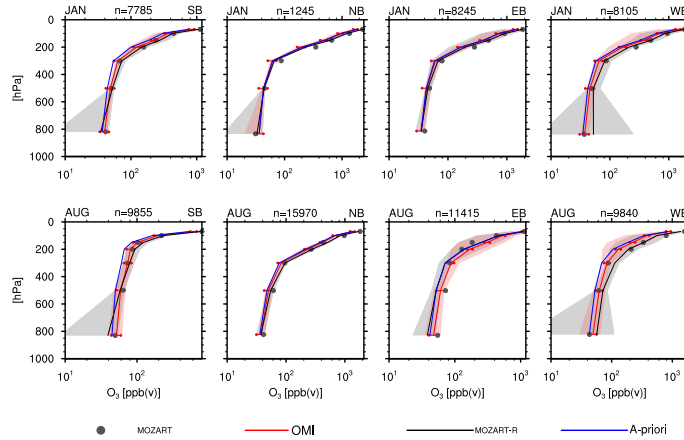 JAN n=7785 SB JAN n=1245 NB JAN n=8245 EB JAN n=8105 WB
0
200
400
600
800
1000
[hPa]
10¹ 10² 10³ 10¹ 10² 10³ 10¹ 10² 10³ 10¹ 10² 10³
AUG n=9855 SB AUG n=15970 NB AUG n=11415 EB AUG n=9840 WB
0
200
400
600
800
1000
[hPa]
10¹ 10² 10³ 10¹ 10² 10³ 10¹ 10² 10³ 10¹ 10² 10³
O₃ [ppb(v)] O₃ [ppb(v)] O₃ [ppb(v)] O₃ [ppb(v)]
MOZART OMI MOZART-R A-priori